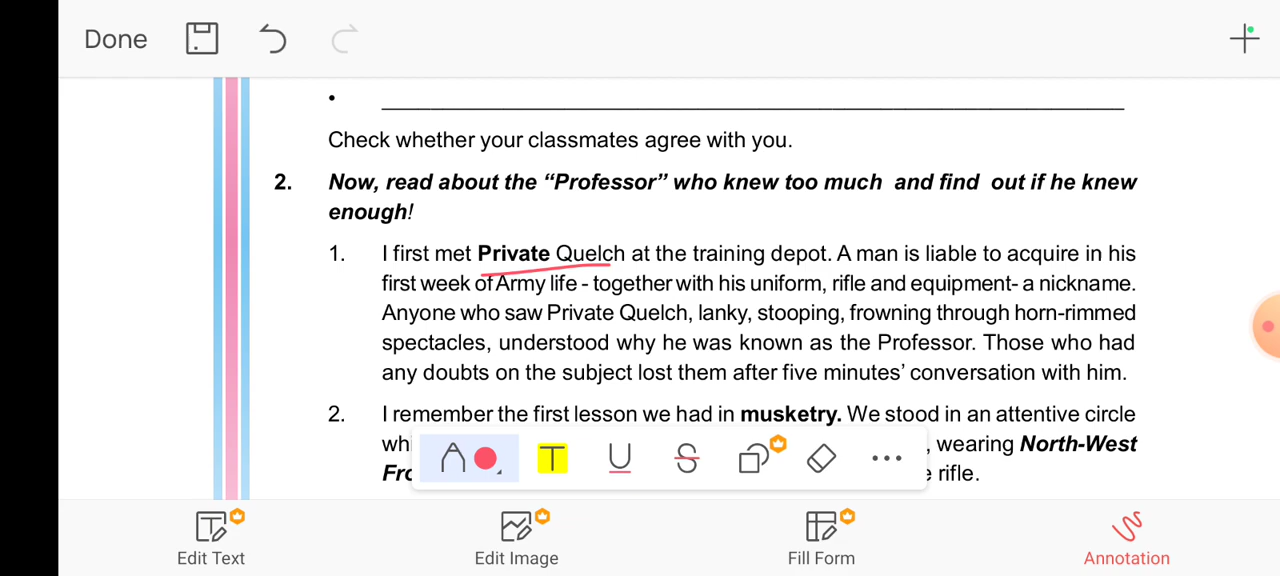 Done
•
Check whether your classmates agree with you.
2. Now, read about the “Professor” who knew too much and find out if he knew
enough!
1. I first met Private Quelch at the training depot. A man is liable to acquire in his
first week of Army life - together with his uniform, rifle and equipment- a nickname.
Anyone who saw Private Quelch, lanky, stooping, frowning through horn-rimmed
spectacles, understood why he was known as the Professor. Those who had
any doubts on the subject lost them after five minutes’ conversation with him.
2. I remember the first lesson we had in musketry. We stood in an attentive circle
, wearing North-West
rifle.
Edit Text Edit Image Fill Form Annotation